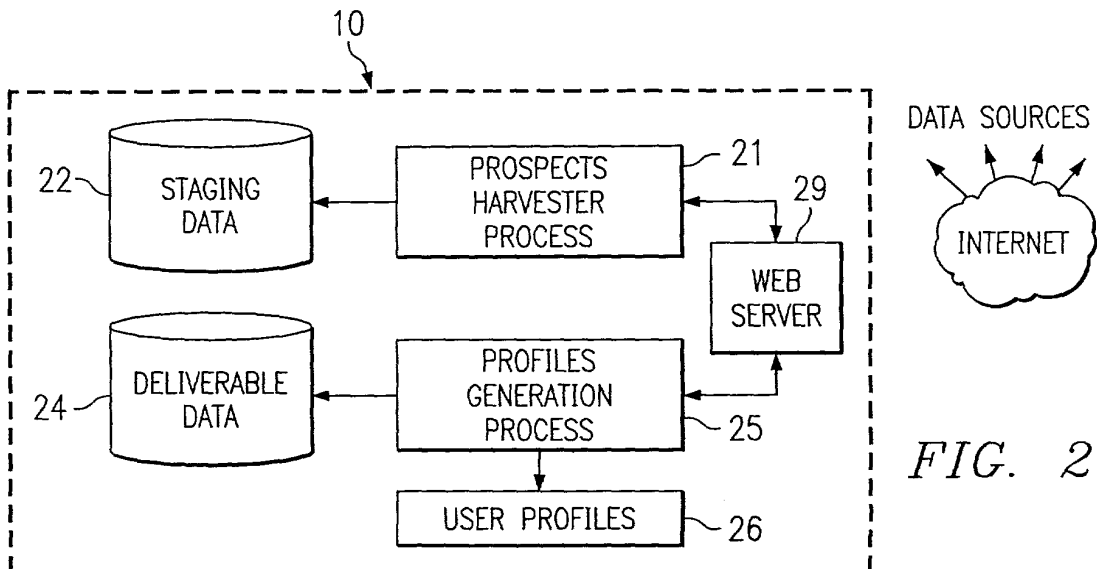 10
DATA SOURCES
INTERNET
22
STAGING
DATA
PROSPECTS
HARVESTER
PROCESS
21
29
WEB
SERVER
24
DELIVERABLE
DATA
PROFILES
GENERATION
PROCESS
25
USER PROFILES
26
FIG. 2